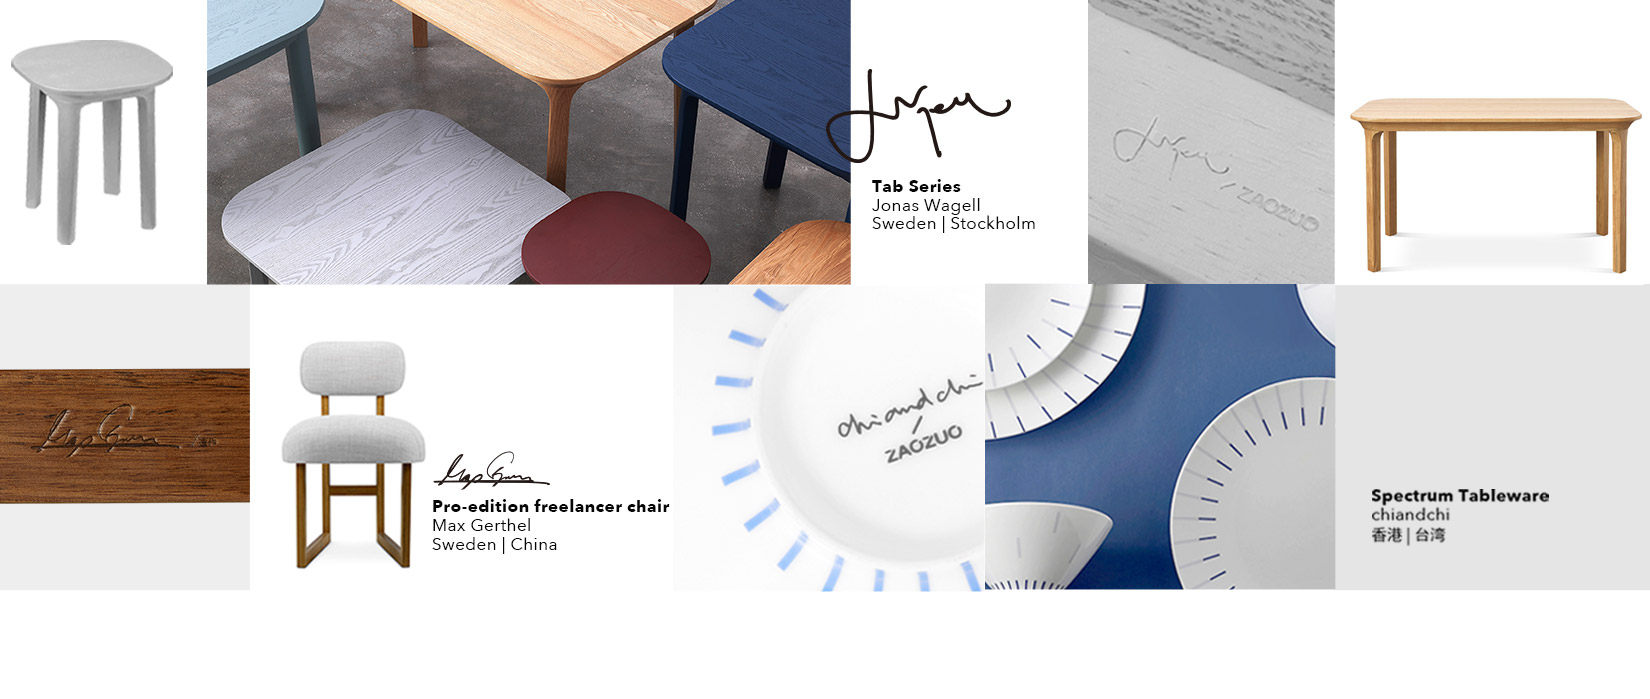 Tab Series
Jonas Wagell
Sweden | Stockholm
ZAOZUO
Pro-edition freelancer chair
Max Gerthel
Sweden | China
chiandchi
/
ZAOZUO
Spectrum Tableware
chiandchi
香港 | 台湾